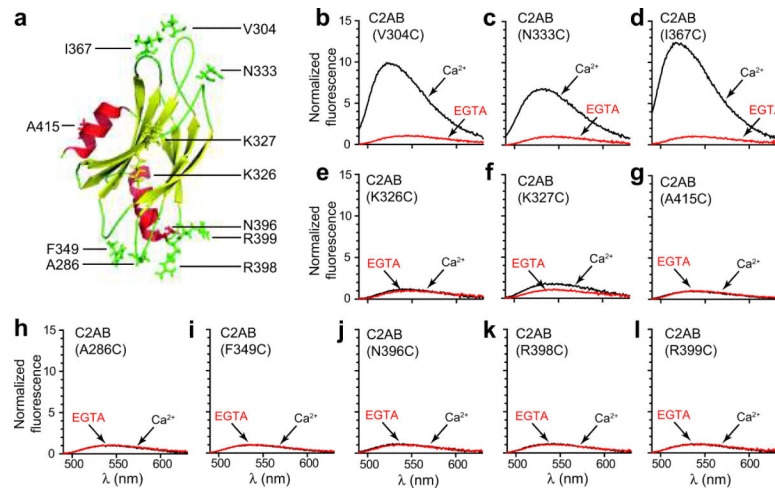 a
V304
I367
N333
A415
K327
K326
N396
R399
F349
A286
R398
b
C2AB
(V304C)
15
10
5
0
Normalized
fluorescence
Ca²⁺
EGTA
c
C2AB
(N333C)
Ca²⁺
EGTA
d
C2AB
(I367C)
Ca²⁺
EGTA
e
C2AB
(K326C)
15
10
5
0
Normalized
fluorescence
EGTA
Ca²⁺
f
C2AB
(K327C)
EGTA
Ca²⁺
g
C2AB
(A415C)
EGTA
Ca²⁺
h
C2AB
(A286C)
15
10
5
0
Normalized
fluorescence
EGTA
Ca²⁺
500 550 600
λ (nm)
i
C2AB
(F349C)
EGTA
Ca²⁺
500 550 600
λ (nm)
j
C2AB
(N396C)
EGTA
Ca²⁺
500 550 600
λ (nm)
k
C2AB
(R398C)
EGTA
Ca²⁺
500 550 600
λ (nm)
l
C2AB
(R399C)
EGTA
Ca²⁺
500 550 600
λ (nm)